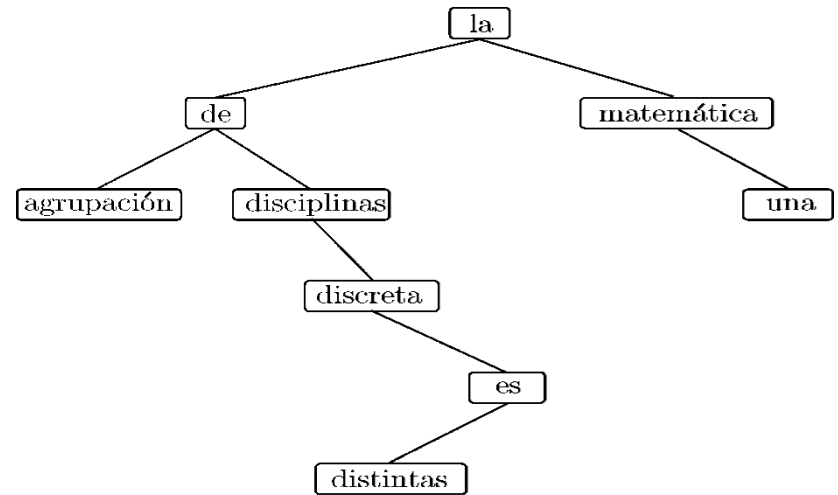 la
de
matemática
agrupación
disciplinas
una
discreta
es
distintas